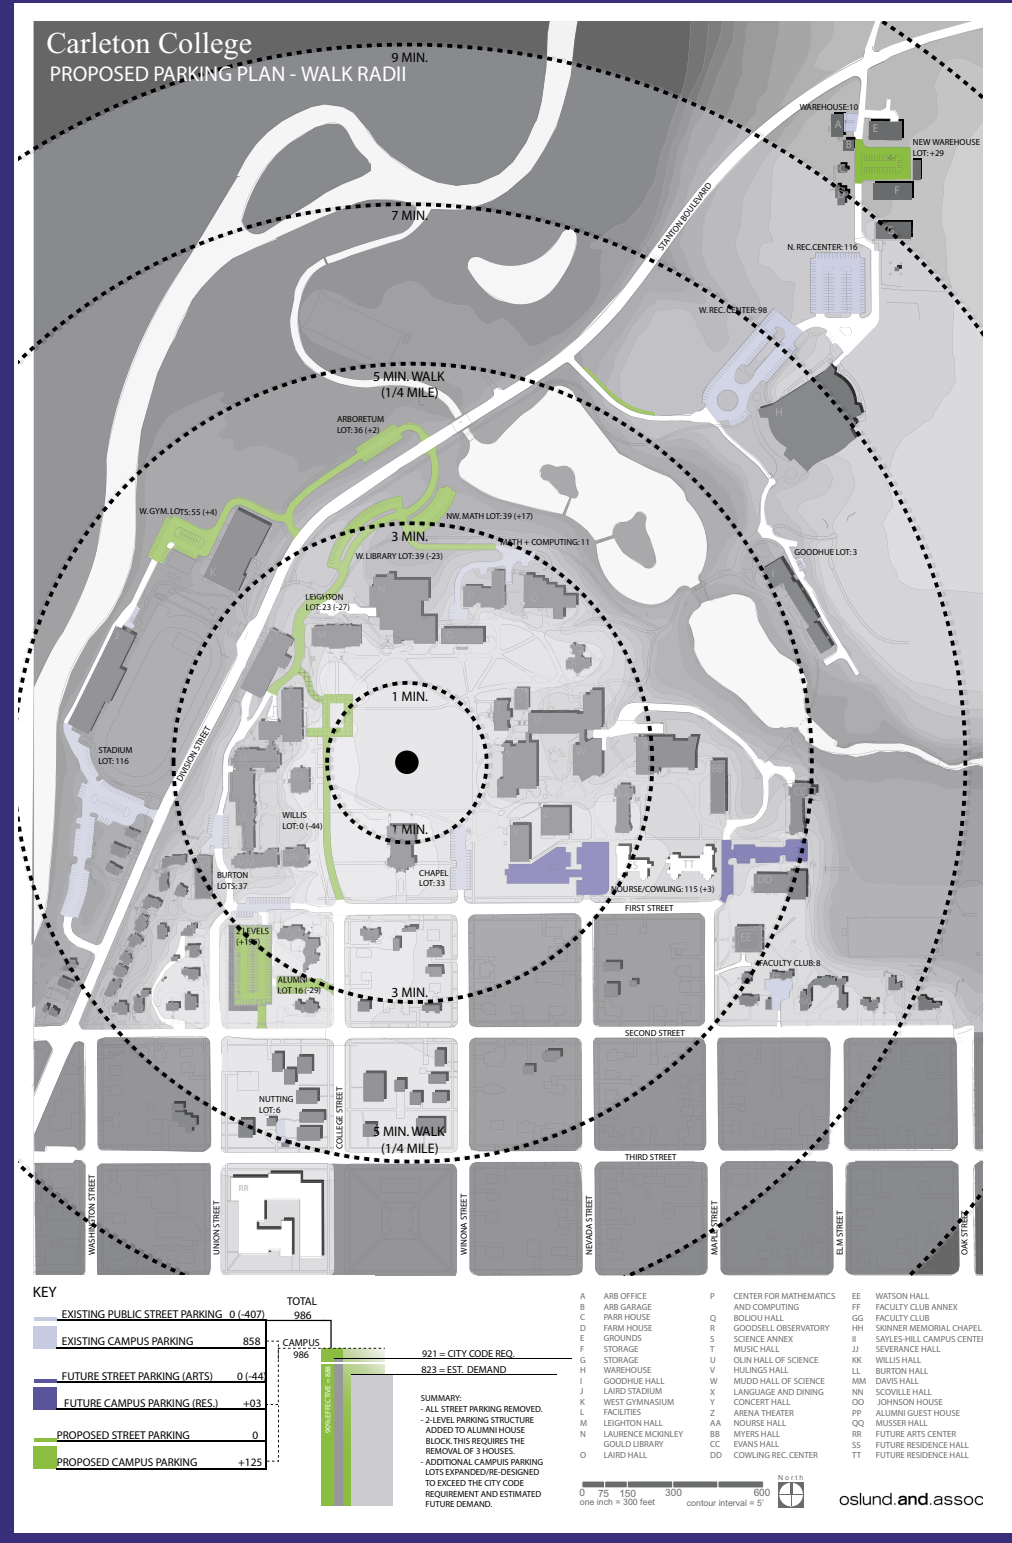 Carleton College
PROPOSED PARKING PLAN - WALK RADII
9 MIN.
WAREHOUSE: 10
A
E
B
NEW WAREHOUSE
LOT: +29
F
STANTON BOULEVARD
7 MIN.
N. REC.CENTER: 116
W. REC. CENTER: 98
H
5 MIN. WALK
(1/4 MILE)
ARBORETUM
LOT: 36 (+2)
W. GYM. LOTS: 55 (+4)
NW. MATH LOT: 39 (+17)
3 MIN.
MATH + COMPUTING: 11
W. LIBRARY LOT: 39 (-23)
GOODHUE LOT: 3
K
LEIGHTON
LOT: 23 (-27)
N
M
1 MIN.
U
DIVISION STREET
STADIUM
LOT: 116
BB
WILLIS
LOT: 0 (-44)
1 MIN.
BURTON
LOTS: 37
CHAPEL
LOT: 33
SS
TT
DD
NOURSE/COWLING: 115 (+3)
FIRST STREET
2 LEVELS
EE
FACULTY CLUB: 8
ALUMNI
LOT 16 (-29)
3 MIN.
SECOND STREET
NUTTING
LOT: 6
COLLEGE STREET
5 MIN. WALK
(1/4 MILE)
THIRD STREET
RR
WASHINGTON STREET
UNION STREET
WINONA STREET
NEVADA STREET
MAPLE STREET
ELM STREET
OAK STREET
KEY
EXISTING PUBLIC STREET PARKING 0 (-407)
EXISTING CAMPUS PARKING 858
FUTURE STREET PARKING (ARTS) 0 (-44
FUTURE CAMPUS PARKING (RES.) +03
PROPOSED STREET PARKING 0
PROPOSED CAMPUS PARKING +125
TOTAL
986
CAMPUS
986
90% EFFECTIVE = 888
921 = CITY CODE REQ.
823 = EST. DEMAND
SUMMARY:
- ALL STREET PARKING REMOVED.
- 2-LEVEL PARKING STRUCTURE
ADDED TO ALUMNI HOUSE
BLOCK. THIS REQUIRES THE
REMOVAL OF 3 HOUSES.
- ADDITIONAL CAMPUS PARKING
LOTS EXPANDED/RE-DESIGNED
TO EXCEED THE CITY CODE
REQUIREMENT AND ESTIMATED
FUTURE DEMAND.
A ARB OFFICE
B ARB GARAGE
C PARR HOUSE
D FARM HOUSE
E GROUNDS
F STORAGE
G STORAGE
H WAREHOUSE
I GOODHUE HALL
J LAIRD STADIUM
K WEST GYMNASIUM
L FACILITIES
M LEIGHTON HALL
N LAURENCE MCKINLEY
GOULD LIBRARY
O LAIRD HALL
P CENTER FOR MATHEMATICS
AND COMPUTING
Q BOLIOU HALL
R GOODSELL OBSERVATORY
S SCIENCE ANNEX
T MUSIC HALL
U OLIN HALL OF SCIENCE
V HULINGS HALL
W MUDD HALL OF SCIENCE
X LANGUAGE AND DINING
Y CONCERT HALL
Z ARENA THEATER
AA NOURSE HALL
BB MYERS HALL
CC EVANS HALL
DD COWLING REC. CENTER
EE WATSON HALL
FF FACULTY CLUB ANNEX
GG FACULTY CLUB
HH SKINNER MEMORIAL CHAPEL
II SAYLES-HILL CAMPUS CENTE
JJ SEVERANCE HALL
KK WILLIS HALL
LL BURTON HALL
MM DAVIS HALL
NN SCOVILLE HALL
OO JOHNSON HOUSE
PP ALUMNI GUEST HOUSE
QQ MUSSER HALL
RR FUTURE ARTS CENTER
SS FUTURE RESIDENCE HALL
TT FUTURE RESIDENCE HALL
0 75 150 300 600
one inch = 300 feet contour interval = 5'
North
oslund.and.assoc